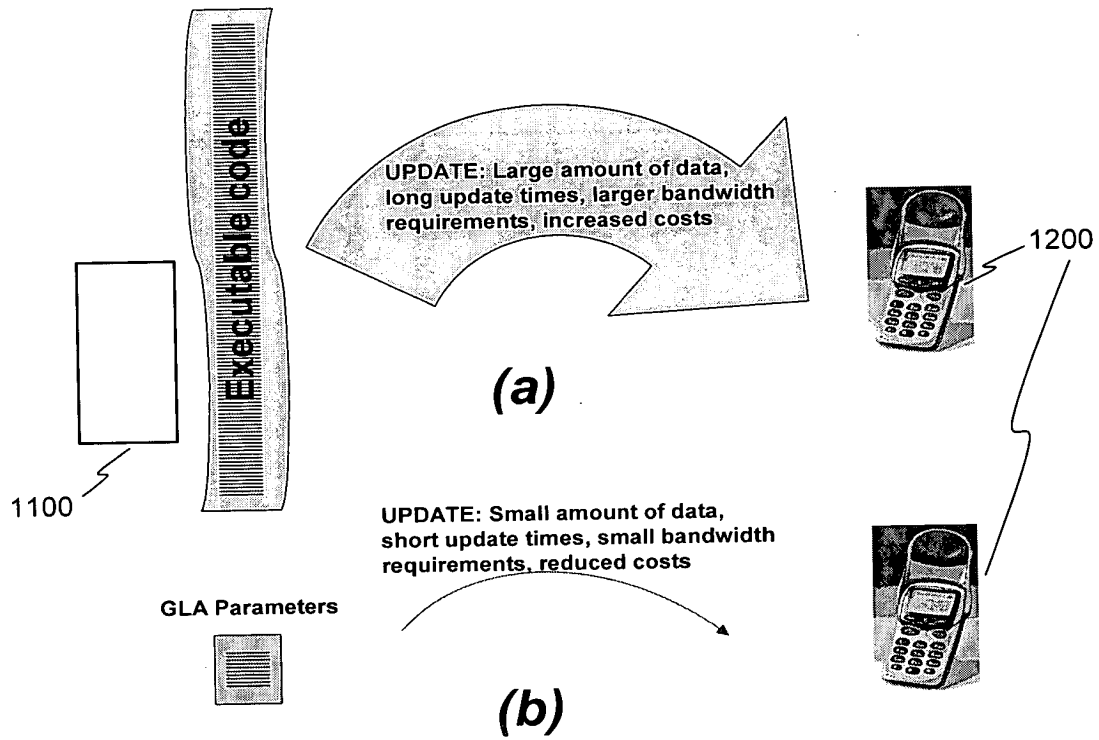 Executable code
UPDATE: Large amount of data,
long update times, larger bandwidth
requirements, increased costs
1200
(a)
1100
UPDATE: Small amount of data,
short update times, small bandwidth
requirements, reduced costs
GLA Parameters
(b)